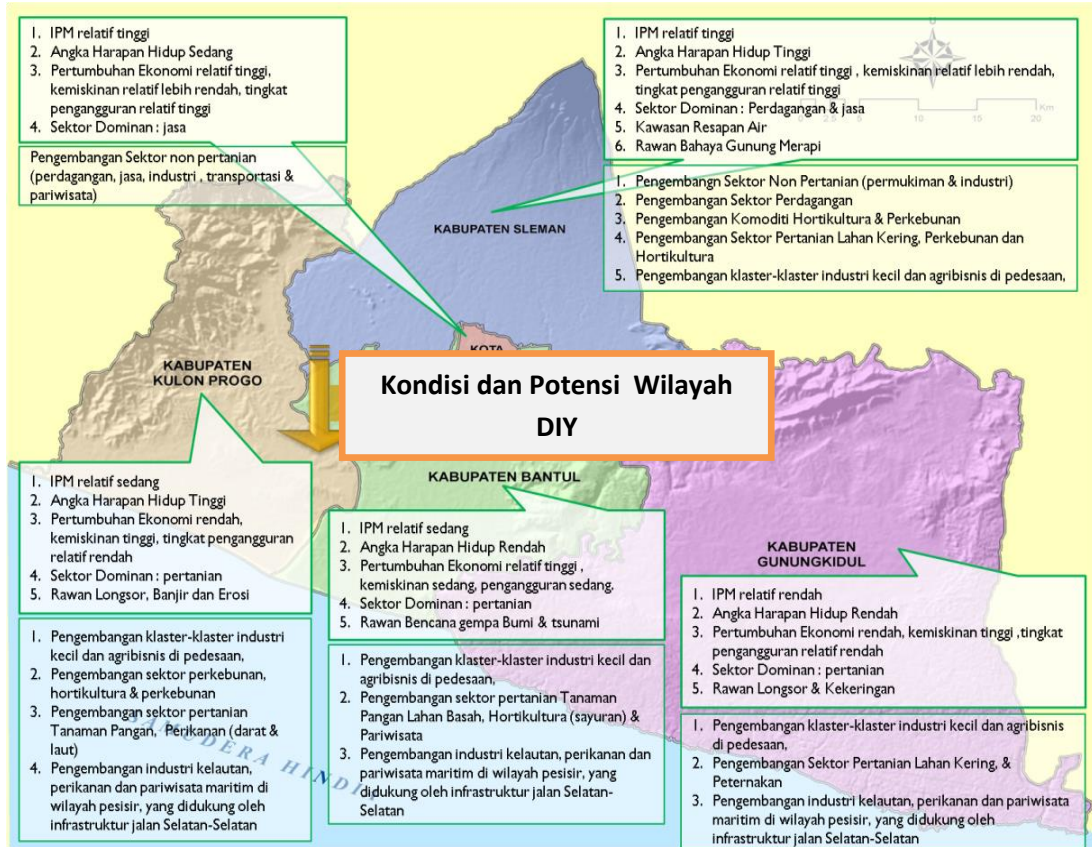 1. IPM relatif tinggi
2. Angka Harapan Hidup Sedang
3. Pertumbuhan Ekonomi relatif tinggi,
kemiskinan relatif lebih rendah, tingkat
pengangguran relatif tinggi
4. Sektor Dominan : jasa
Pengembangan Sektor non pertanian
(perdagangan, jasa, industri , transportasi &
pariwisata)
1. IPM relatif tinggi
2. Angka Harapan Hidup Tinggi
3. Pertumbuhan Ekonomi relatif tinggi , kemiskinan relatif lebih rendah,
tingkat pengangguran relatif tinggi
4. Sektor Dominan : Perdagangan & jasa
5. Kawasan Resapan Air
6. Rawan Bahaya Gunung Merapi
Km
0 2.5 5 10 15 20
1. Pengembangn Sektor Non Pertanian (permukiman & industri)
2. Pengembangan Sektor Perdagangan
3. Pengembangan Komoditi Hortikultura & Perkebunan
4. Pengembangan Sektor Pertanian Lahan Kering, Perkebunan dan
Hortikultura
5. Pengembangan klaster-klaster industri kecil dan agribisnis di pedesaan,
KABUPATEN SLEMAN
KOTA
KABUPATEN
KULON PROGO
Kondisi dan Potensi Wilayah
DIY
KABUPATEN BANTUL
KABUPATEN
GUNUNGKIDUL
1. IPM relatif sedang
2. Angka Harapan Hidup Tinggi
3. Pertumbuhan Ekonomi rendah,
kemiskinan tinggi, tingkat pengangguran
relatif rendah
4. Sektor Dominan : pertanian
5. Rawan Longsor, Banjir dan Erosi
1. Pengembangan klaster-klaster industri
kecil dan agribisnis di pedesaan,
2. Pengembangan sektor perkebunan,
hortikultura & perkebunan
3. Pengembangan sektor pertanian
Tanaman Pangan, Perikanan (darat &
laut)
4. Pengembangan industri kelautan,
perikanan dan pariwisata maritim di
wilayah pesisir, yang didukung oleh
infrastruktur jalan Selatan-Selatan
1. IPM relatif sedang
2. Angka Harapan Hidup Rendah
3. Pertumbuhan Ekonomi relatif tinggi ,
kemiskinan sedang, pengangguran sedang.
4. Sektor Dominan : pertanian
5. Rawan Bencana gempa Bumi & tsunami
1. Pengembangan klaster-klaster industri kecil dan
agribisnis di pedesaan,
2. Pengembangan sektor pertanian Tanaman
Pangan Lahan Basah, Hortikultura (sayuran) &
Pariwisata
3. Pengembangan industri kelautan, perikanan dan
pariwisata maritim di wilayah pesisir, yang
didukung oleh infrastruktur jalan Selatan-
Selatan
1. IPM relatif rendah
2. Angka Harapan Hidup Rendah
3. Pertumbuhan Ekonomi rendah, kemiskinan tinggi ,tingkat
pengangguran relatif rendah
4. Sektor Dominan : pertanian
5. Rawan Longsor & Kekeringan
1. Pengembangan klaster-klaster industri kecil dan agribisnis
di pedesaan,
2. Pengembangan Sektor Pertanian Lahan Kering, &
Peternakan
3. Pengembangan industri kelautan, perikanan dan pariwisata
maritim di wilayah pesisir, yang didukung oleh
infrastruktur jalan Selatan-Selatan
SAMUDERA HINDIA